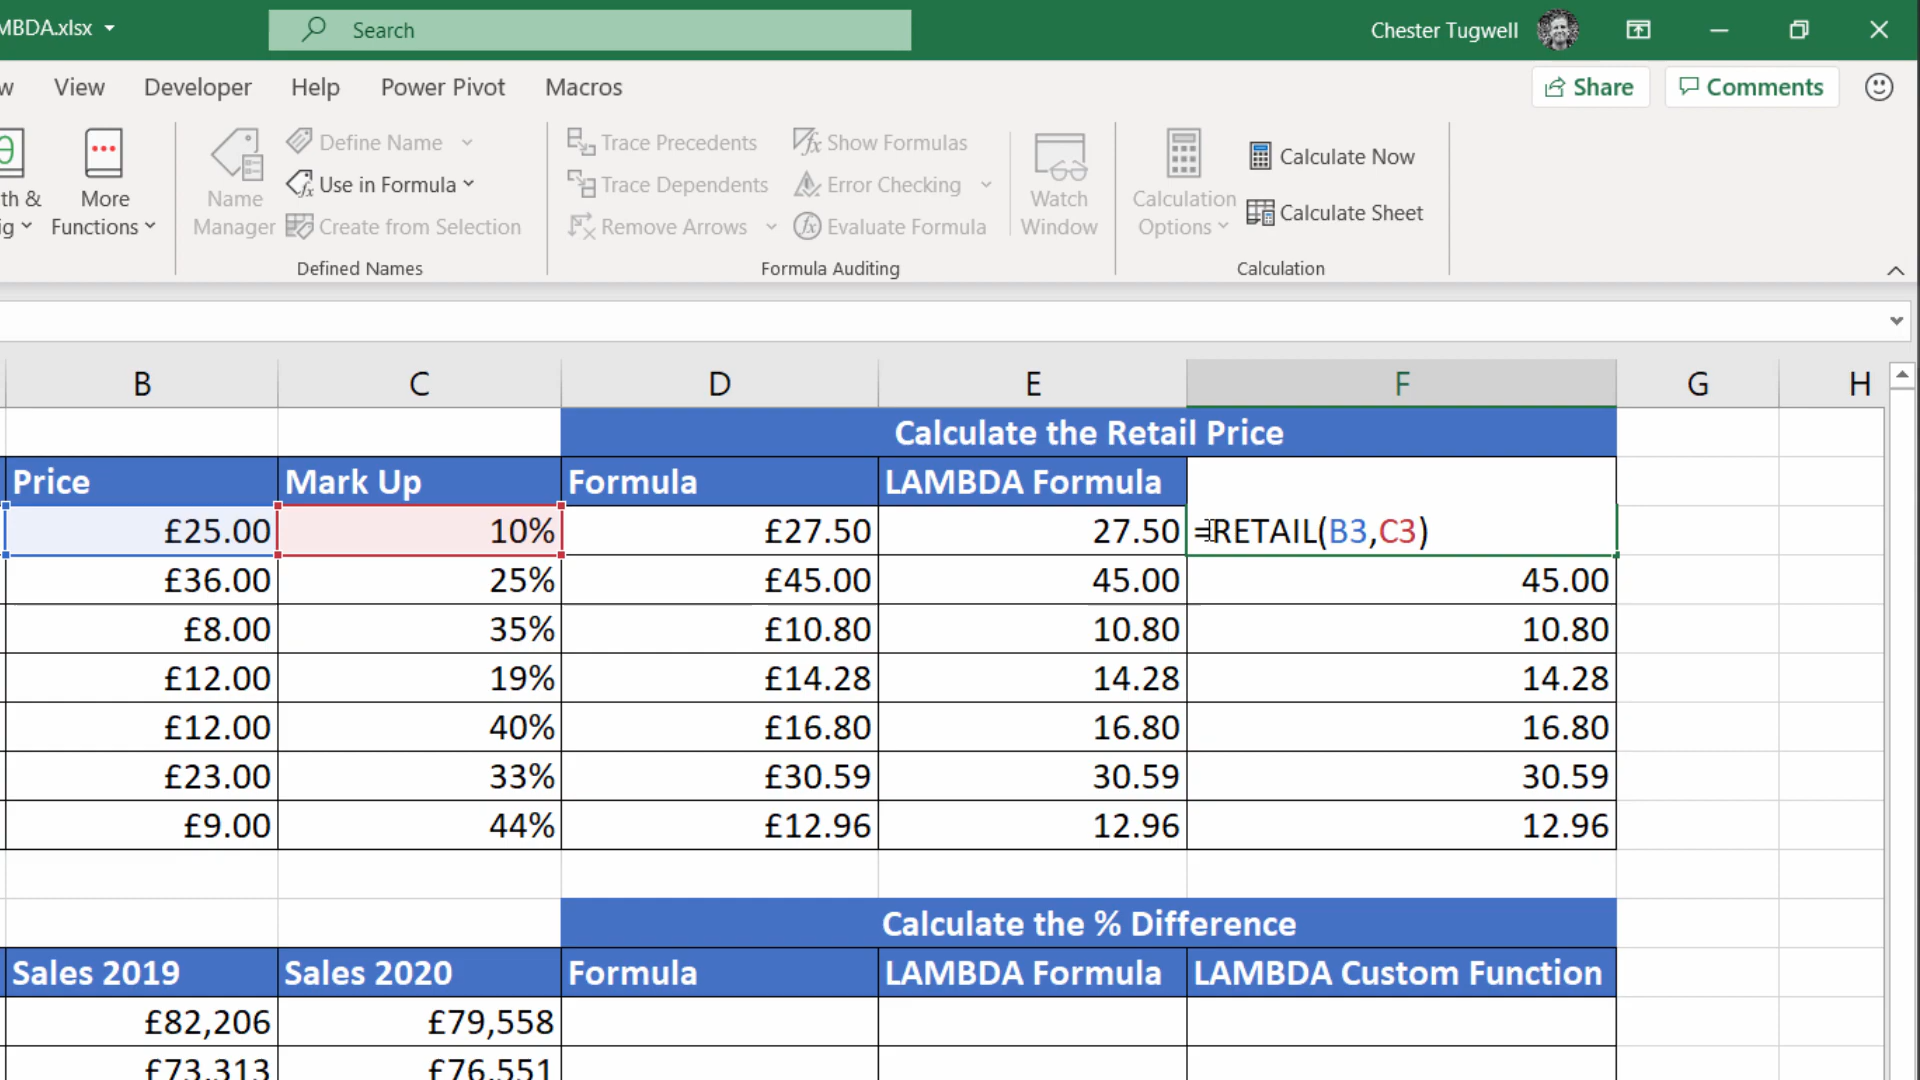 MBDA.xlsx
Search
Chester Tugwell
View Developer Help Power Pivot Macros
Share
Comments
More
Functions
Name
Manager
Define Name
Use in Formula
Create from Selection
Defined Names
Trace Precedents
Trace Dependents
Remove Arrows
Show Formulas
Error Checking
Evaluate Formula
Formula Auditing
Watch
Window
Calculation
Options
Calculate Now
Calculate Sheet
Calculation
B C D E F G H
Calculate the Retail Price
Price Mark Up Formula LAMBDA Formula
£25.00 10% £27.50 27.50 =RETAIL(B3,C3)
£36.00 25% £45.00 45.00 45.00
£8.00 35% £10.80 10.80 10.80
£12.00 19% £14.28 14.28 14.28
£12.00 40% £16.80 16.80 16.80
£23.00 33% £30.59 30.59 30.59
£9.00 44% £12.96 12.96 12.96
Calculate the % Difference
Sales 2019 Sales 2020 Formula LAMBDA Formula LAMBDA Custom Function
£82,206 £79,558
£73,313 £76,551